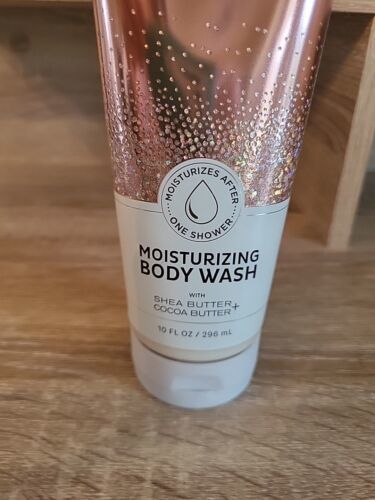 MOISTURIZES AFTER
ONE SHOWER
MOISTURIZING
BODY WASH
WITH
SHEA BUTTER +
COCOA BUTTER
10 FL OZ / 296 mL